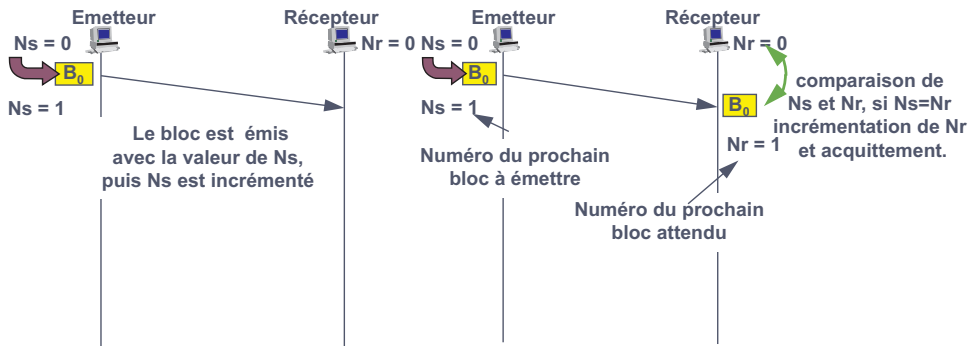 Emetteur
Récepteur
Emetteur
Récepteur
Ns = 0
Nr = 0
Ns = 0
Nr = 0
B0
B0
Ns = 1
Ns = 1
B0
comparaison de
Ns et Nr, si Ns=Nr
incrémentation de Nr
et acquittement.
Le bloc est émis
avec la valeur de Ns,
puis Ns est incrémenté
Nr = 1
Numéro du prochain
bloc à émettre
Numéro du prochain
bloc attendu